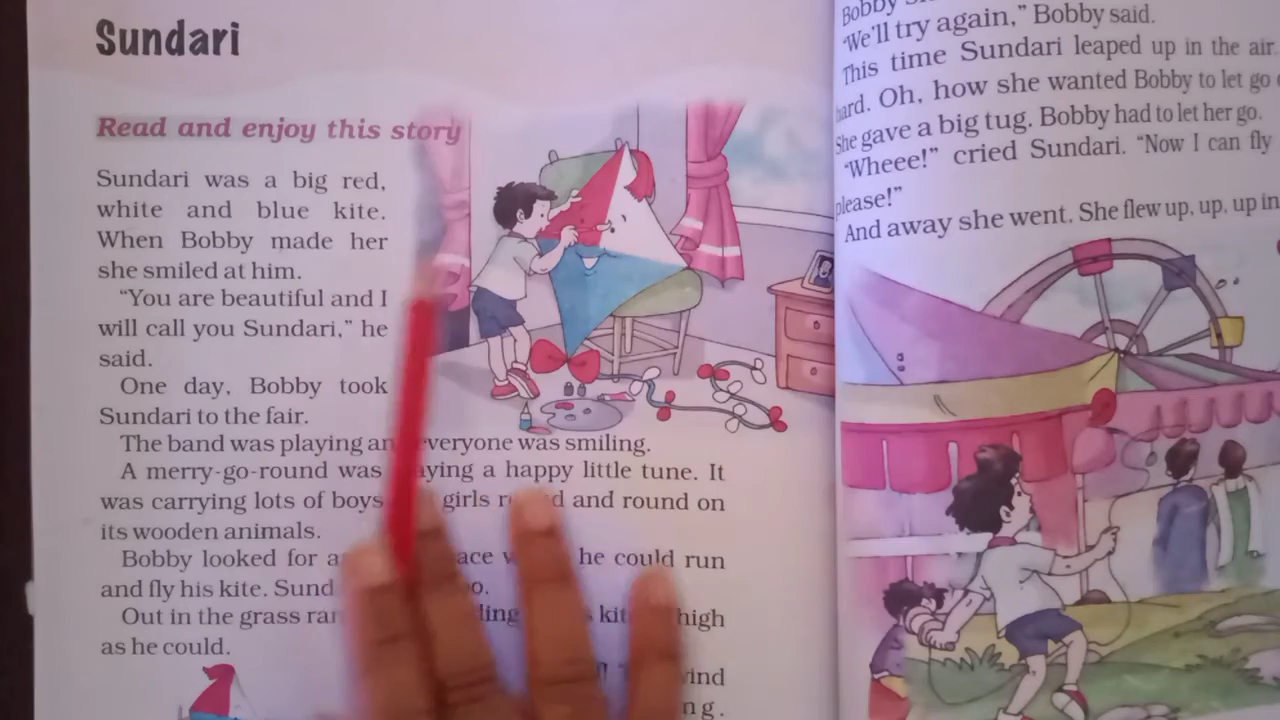 Sundari
Read and enjoy this story
Sundari was a big red,
white and blue kite.
When Bobby made her
she smiled at him.
“You are beautiful and I
will call you Sundari,” he
said.
One day, Bobby took
Sundari to the fair.
The band was playing an everyone was smiling.
A merry-go-round was playing a happy little tune. It
was carrying lots of boys girls round and round on
its wooden animals.
Bobby looked for a he could run
and fly his kite. Sund
Out in the grass ran kit high
as he could.
wind
Bobby
“We’ll try again,” Bobby said.
This time Sundari leaped up in the air.
hard. Oh, how she wanted Bobby to let go
She gave a big tug. Bobby had to let her go.
“Wheee!” cried Sundari. “Now I can fly
please!”
And away she went. She flew up, up, up in